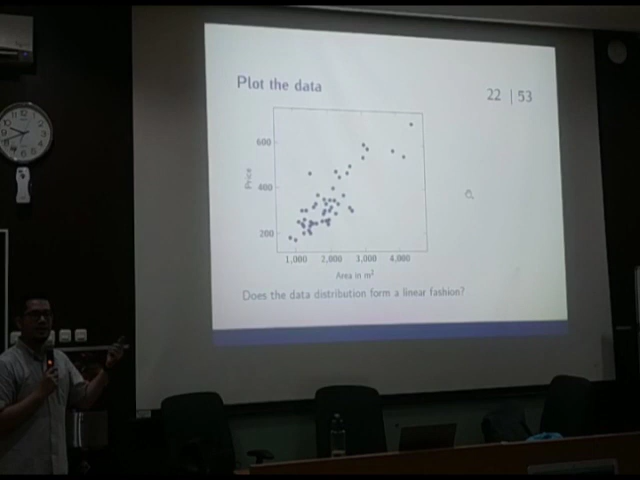 Plot the data
22 | 53
600
400
200
Price
1,000 2,000 3,000 4,000
Area in m²
Does the data distribution form a linear fashion?